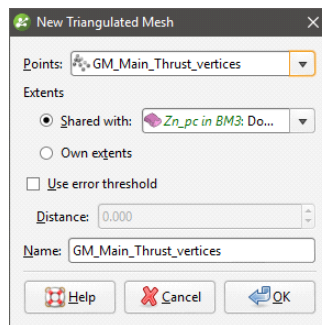 New Triangulated Mesh
Points: GM_Main_Thrust_vertices
Extents
Shared with: Zn_pc in BM3: Do...
Own extents
Use error threshold
Distance: 0.000
Name: GM_Main_Thrust_vertices
Help Cancel OK